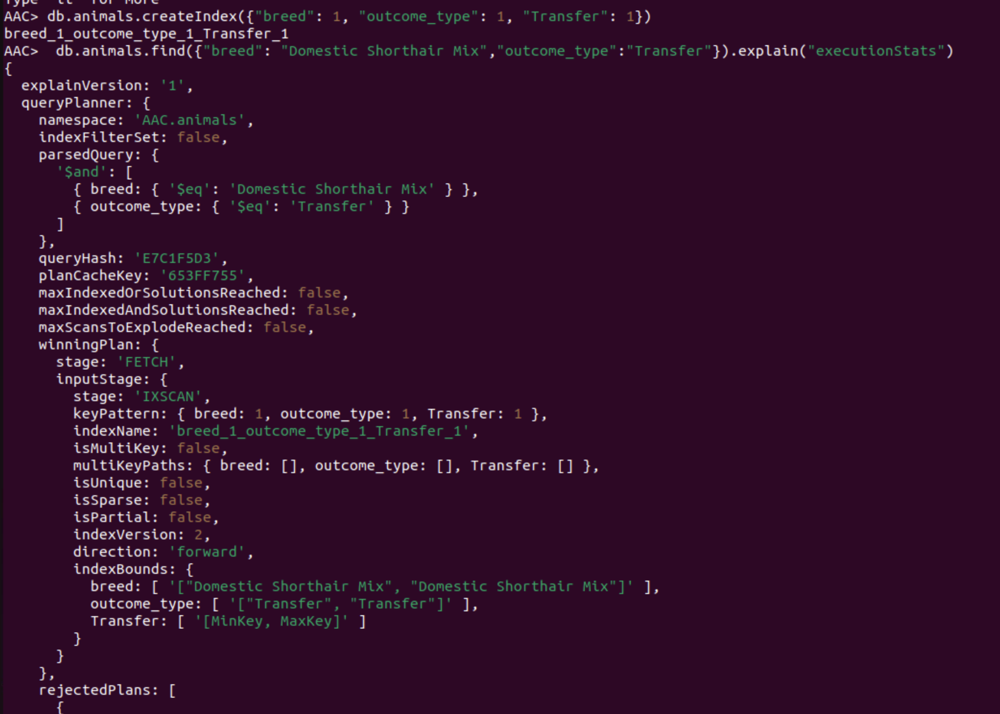 for more
AAC> db.animals.createIndex({"breed": 1, "outcome_type": 1, "Transfer": 1})
breed_1_outcome_type_1_Transfer_1
AAC>  db.animals.find({"breed": "Domestic Shorthair Mix","outcome_type":"Transfer"}).explain("executionStats")
{
  explainVersion: '1',
  queryPlanner: {
    namespace: 'AAC.animals',
    indexFilterSet: false,
    parsedQuery: {
      '$and': [
        { breed: { '$eq': 'Domestic Shorthair Mix' } },
        { outcome_type: { '$eq': 'Transfer' } }
      ]
    },
    queryHash: 'E7C1F5D3',
    planCacheKey: '653FF755',
    maxIndexedOrSolutionsReached: false,
    maxIndexedAndSolutionsReached: false,
    maxScansToExplodeReached: false,
    winningPlan: {
      stage: 'FETCH',
      inputStage: {
        stage: 'IXSCAN',
        keyPattern: { breed: 1, outcome_type: 1, Transfer: 1 },
        indexName: 'breed_1_outcome_type_1_Transfer_1',
        isMultiKey: false,
        multiKeyPaths: { breed: [], outcome_type: [], Transfer: [] },
        isUnique: false,
        isSparse: false,
        isPartial: false,
        indexVersion: 2,
        direction: 'forward',
        indexBounds: {
          breed: [ '["Domestic Shorthair Mix", "Domestic Shorthair Mix"]' ],
          outcome_type: [ '["Transfer", "Transfer"]' ],
          Transfer: [ '[MinKey, MaxKey]' ]
        }
      }
    },
    rejectedPlans: [
      {